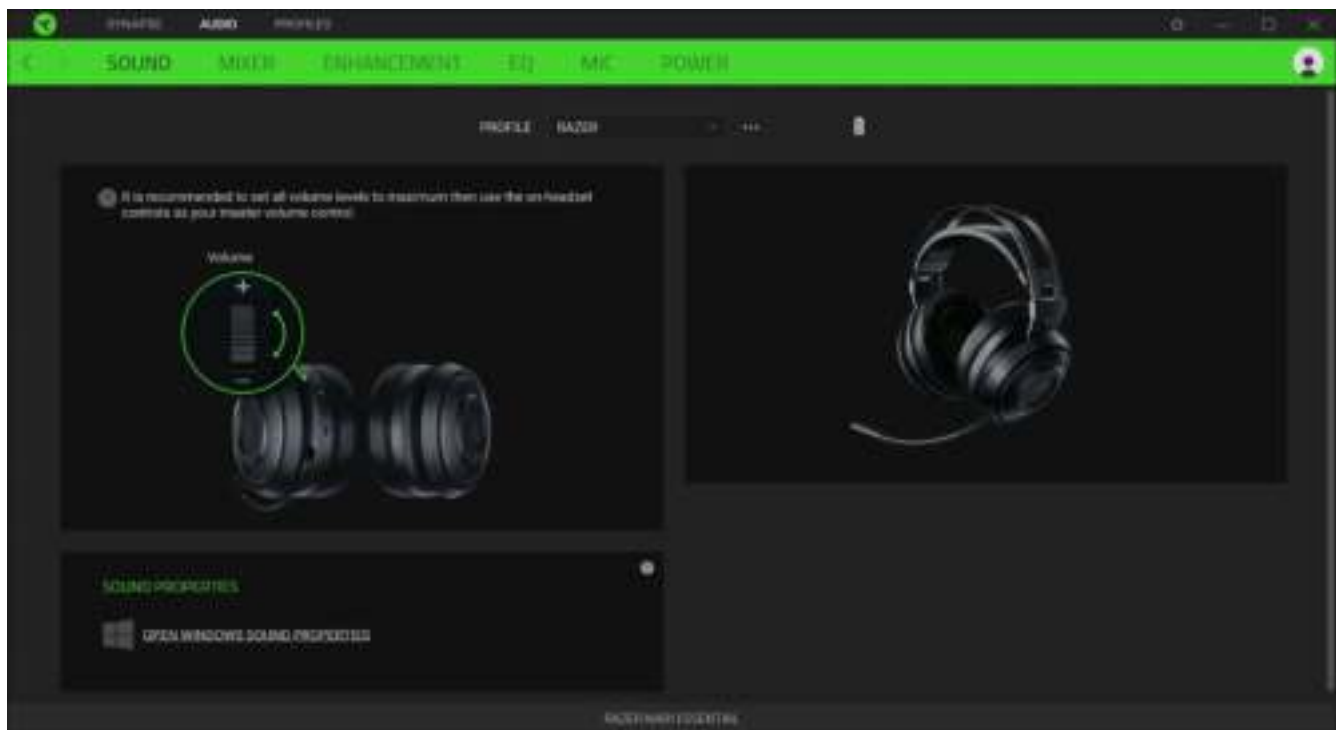 SYNAPSE AUDIO PROFILES
SOUND MIXER ENHANCEMENT EQ MIC POWER
PROFILE RAZER
It is recommended to set all volume levels to maximum then use the on-headset
controls as your master volume control.
Volume
SOUND PROPERTIES
OPEN WINDOWS SOUND PROPERTIES
RAZER NARI ESSENTIAL